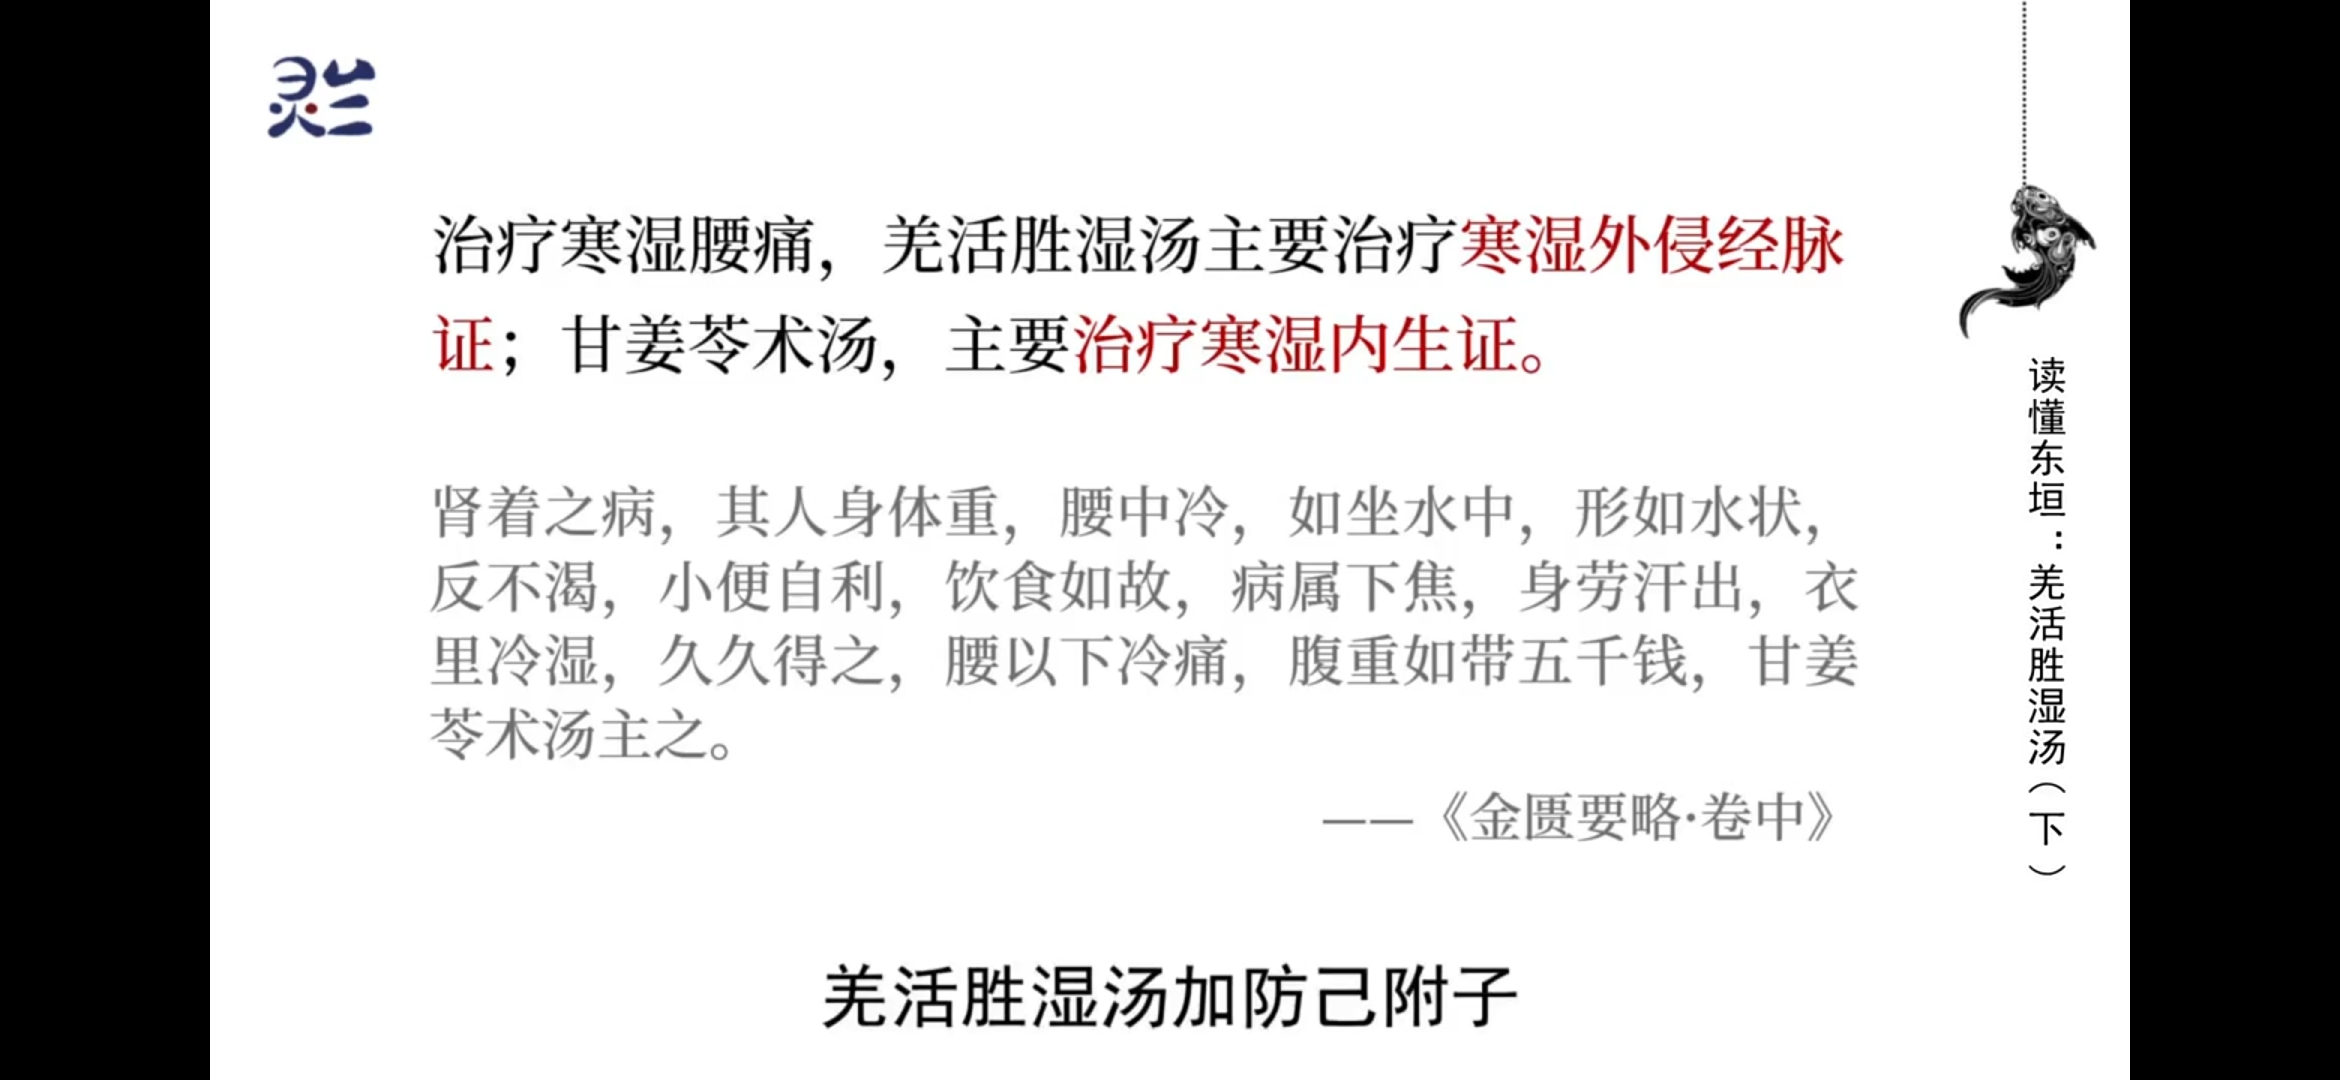 灵兰
治疗寒湿腰痛，羌活胜湿汤主要治疗寒湿外侵经脉
证；甘姜苓术汤，主要治疗寒湿内生证。
肾着之病，其人身体重，腰中冷，如坐水中，形如水状，
反不渴，小便自利，饮食如故，病属下焦，身劳汗出，衣
里冷湿，久久得之，腰以下冷痛，腹重如带五千钱，甘姜
苓术汤主之。
——《金匮要略·卷中》
读懂东垣：羌活胜湿汤（下）
羌活胜湿汤加防己附子